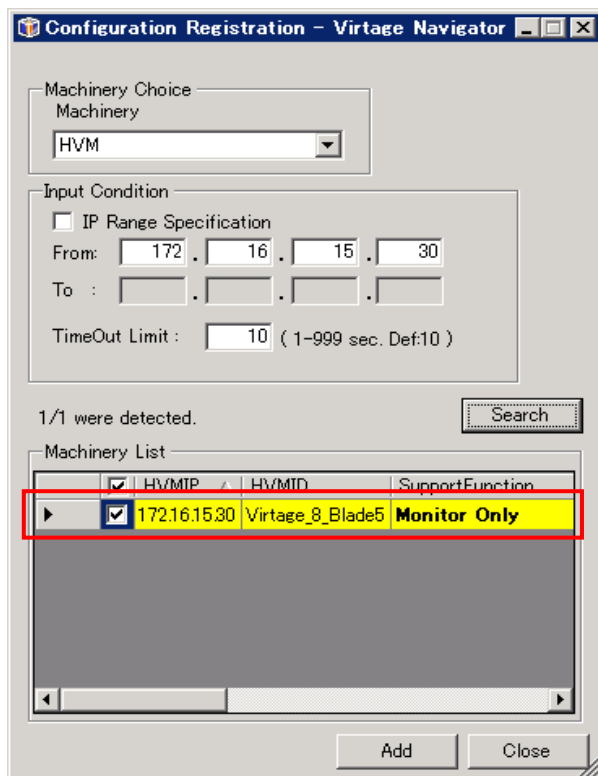 Configuration Registration - Virtage Navigator
Machinery Choice
Machinery
HVM
Input Condition
IP Range Specification
From: 172 . 16 . 15 . 30
To : . . .
TimeOut Limit : 10 ( 1-999 sec. Def:10 )
1/1 were detected. Search
Machinery List
HVMIP HVMID SupportFunction
172.16.15.30 Virtage_8_Blade5 Monitor Only
Add Close